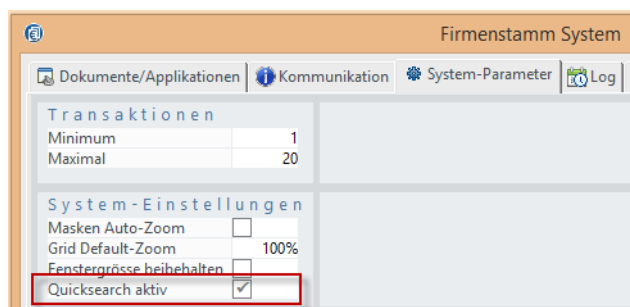 Firmenstamm System
Dokumente/Applikationen Kommunikation System-Parameter Log
Transaktionen
Minimum 1
Maximal 20
System-Einstellungen
Masken Auto-Zoom
Grid Default-Zoom 100%
Fenstergrösse beibehalten
Quicksearch aktiv